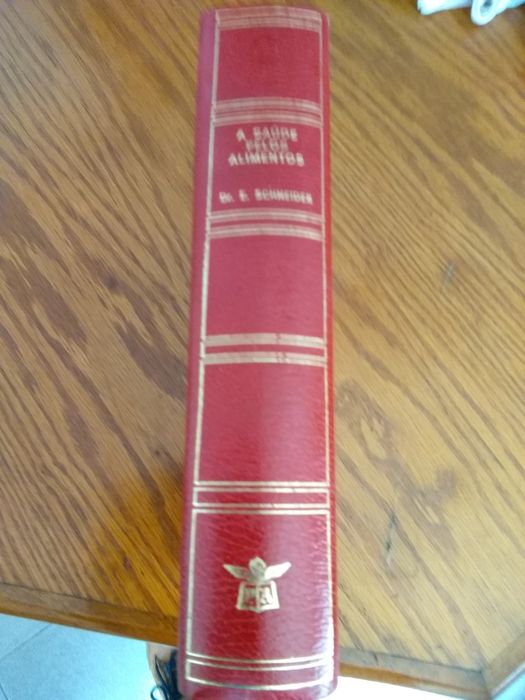 A SAÚDE
PELOS
ALIMENTOS
Dr. E. SCHNEIDER